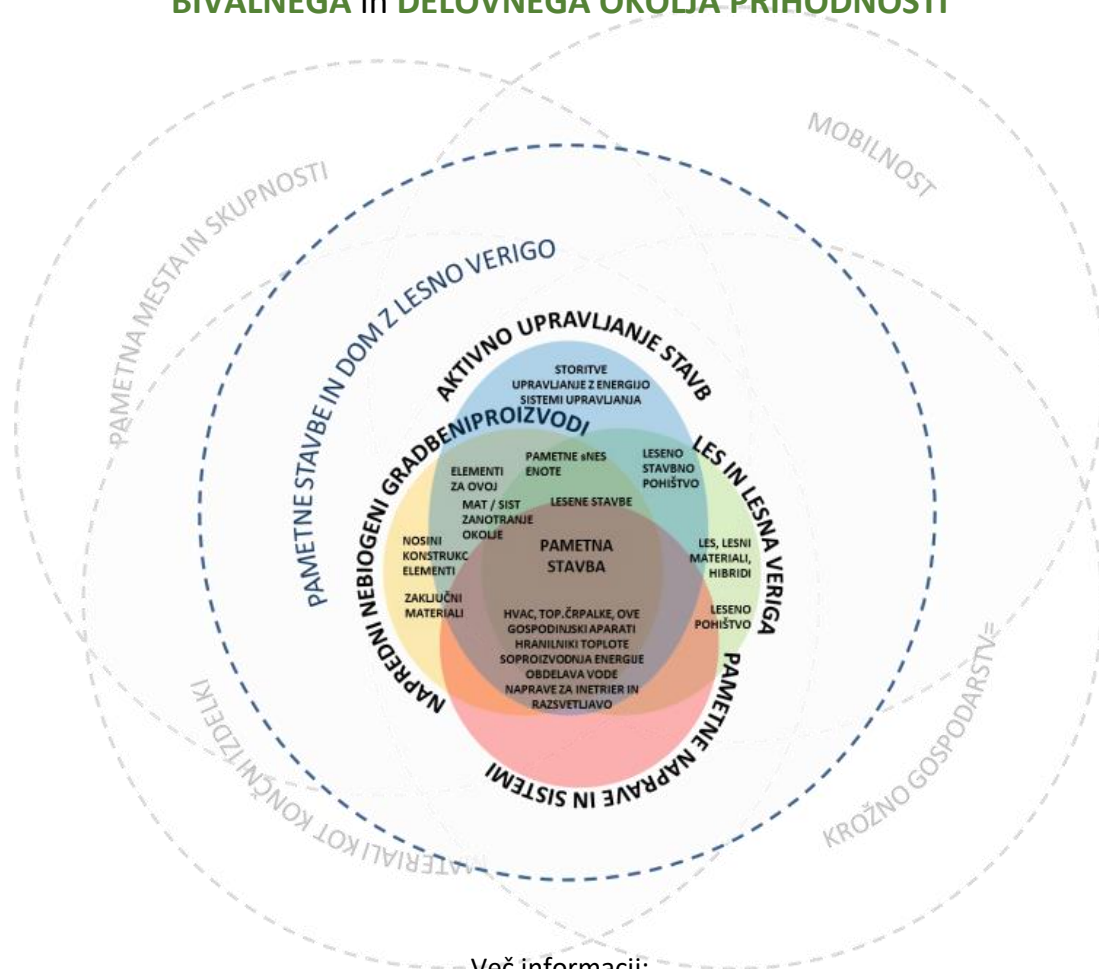 BIVALNEGA in DELOVNEGA OKOLJA PRIHODNOSTI
MOBILNOST
PAMETNA MESTA IN SKUPNOSTI
PAMETNE STAVBE IN DOM Z LESNO VERIGO
AKTIVNO UPRAVLJANJE STAVB
STORITVE
UPRAVLJANJE Z ENERGIJO
SISTEMI UPRAVLJANJA
NAPREDNI NEBIOGENI GRADBENIPROIZVODI
LES IN LESNA VERIGA
PAMETNE sNES
ENOTE
LESENO
STAVBNO
POHIŠTVO
ELEMENTI
ZA OVOJ
LESENE STAVBE
MAT / SIST
ZANOTRANJE
OKOLJE
NOSINI
KONSTRUKC
ELEMENTI
PAMETNA
STAVBA
LES, LESNI
MATERIALI,
HIBRIDI
ZAKLJUČNI
MATERIALI
LESENO
POHIŠTVO
HVAC, TOP.ČRPALKE, OVE
GOSPODINJSKI APARATI
HRANILNIKI TOPLOTE
SOPROIZVODNJA ENERGIJE
OBDELAVA VODE
NAPRAVE ZA INETRIER IN
RAZSVETLJAVO
PAMETNE NAPRAVE IN SISTEMI
MATERIALI KOT KONČNI IZDELKI
KROŽNO GOSPODARSTV=
Več informacij: